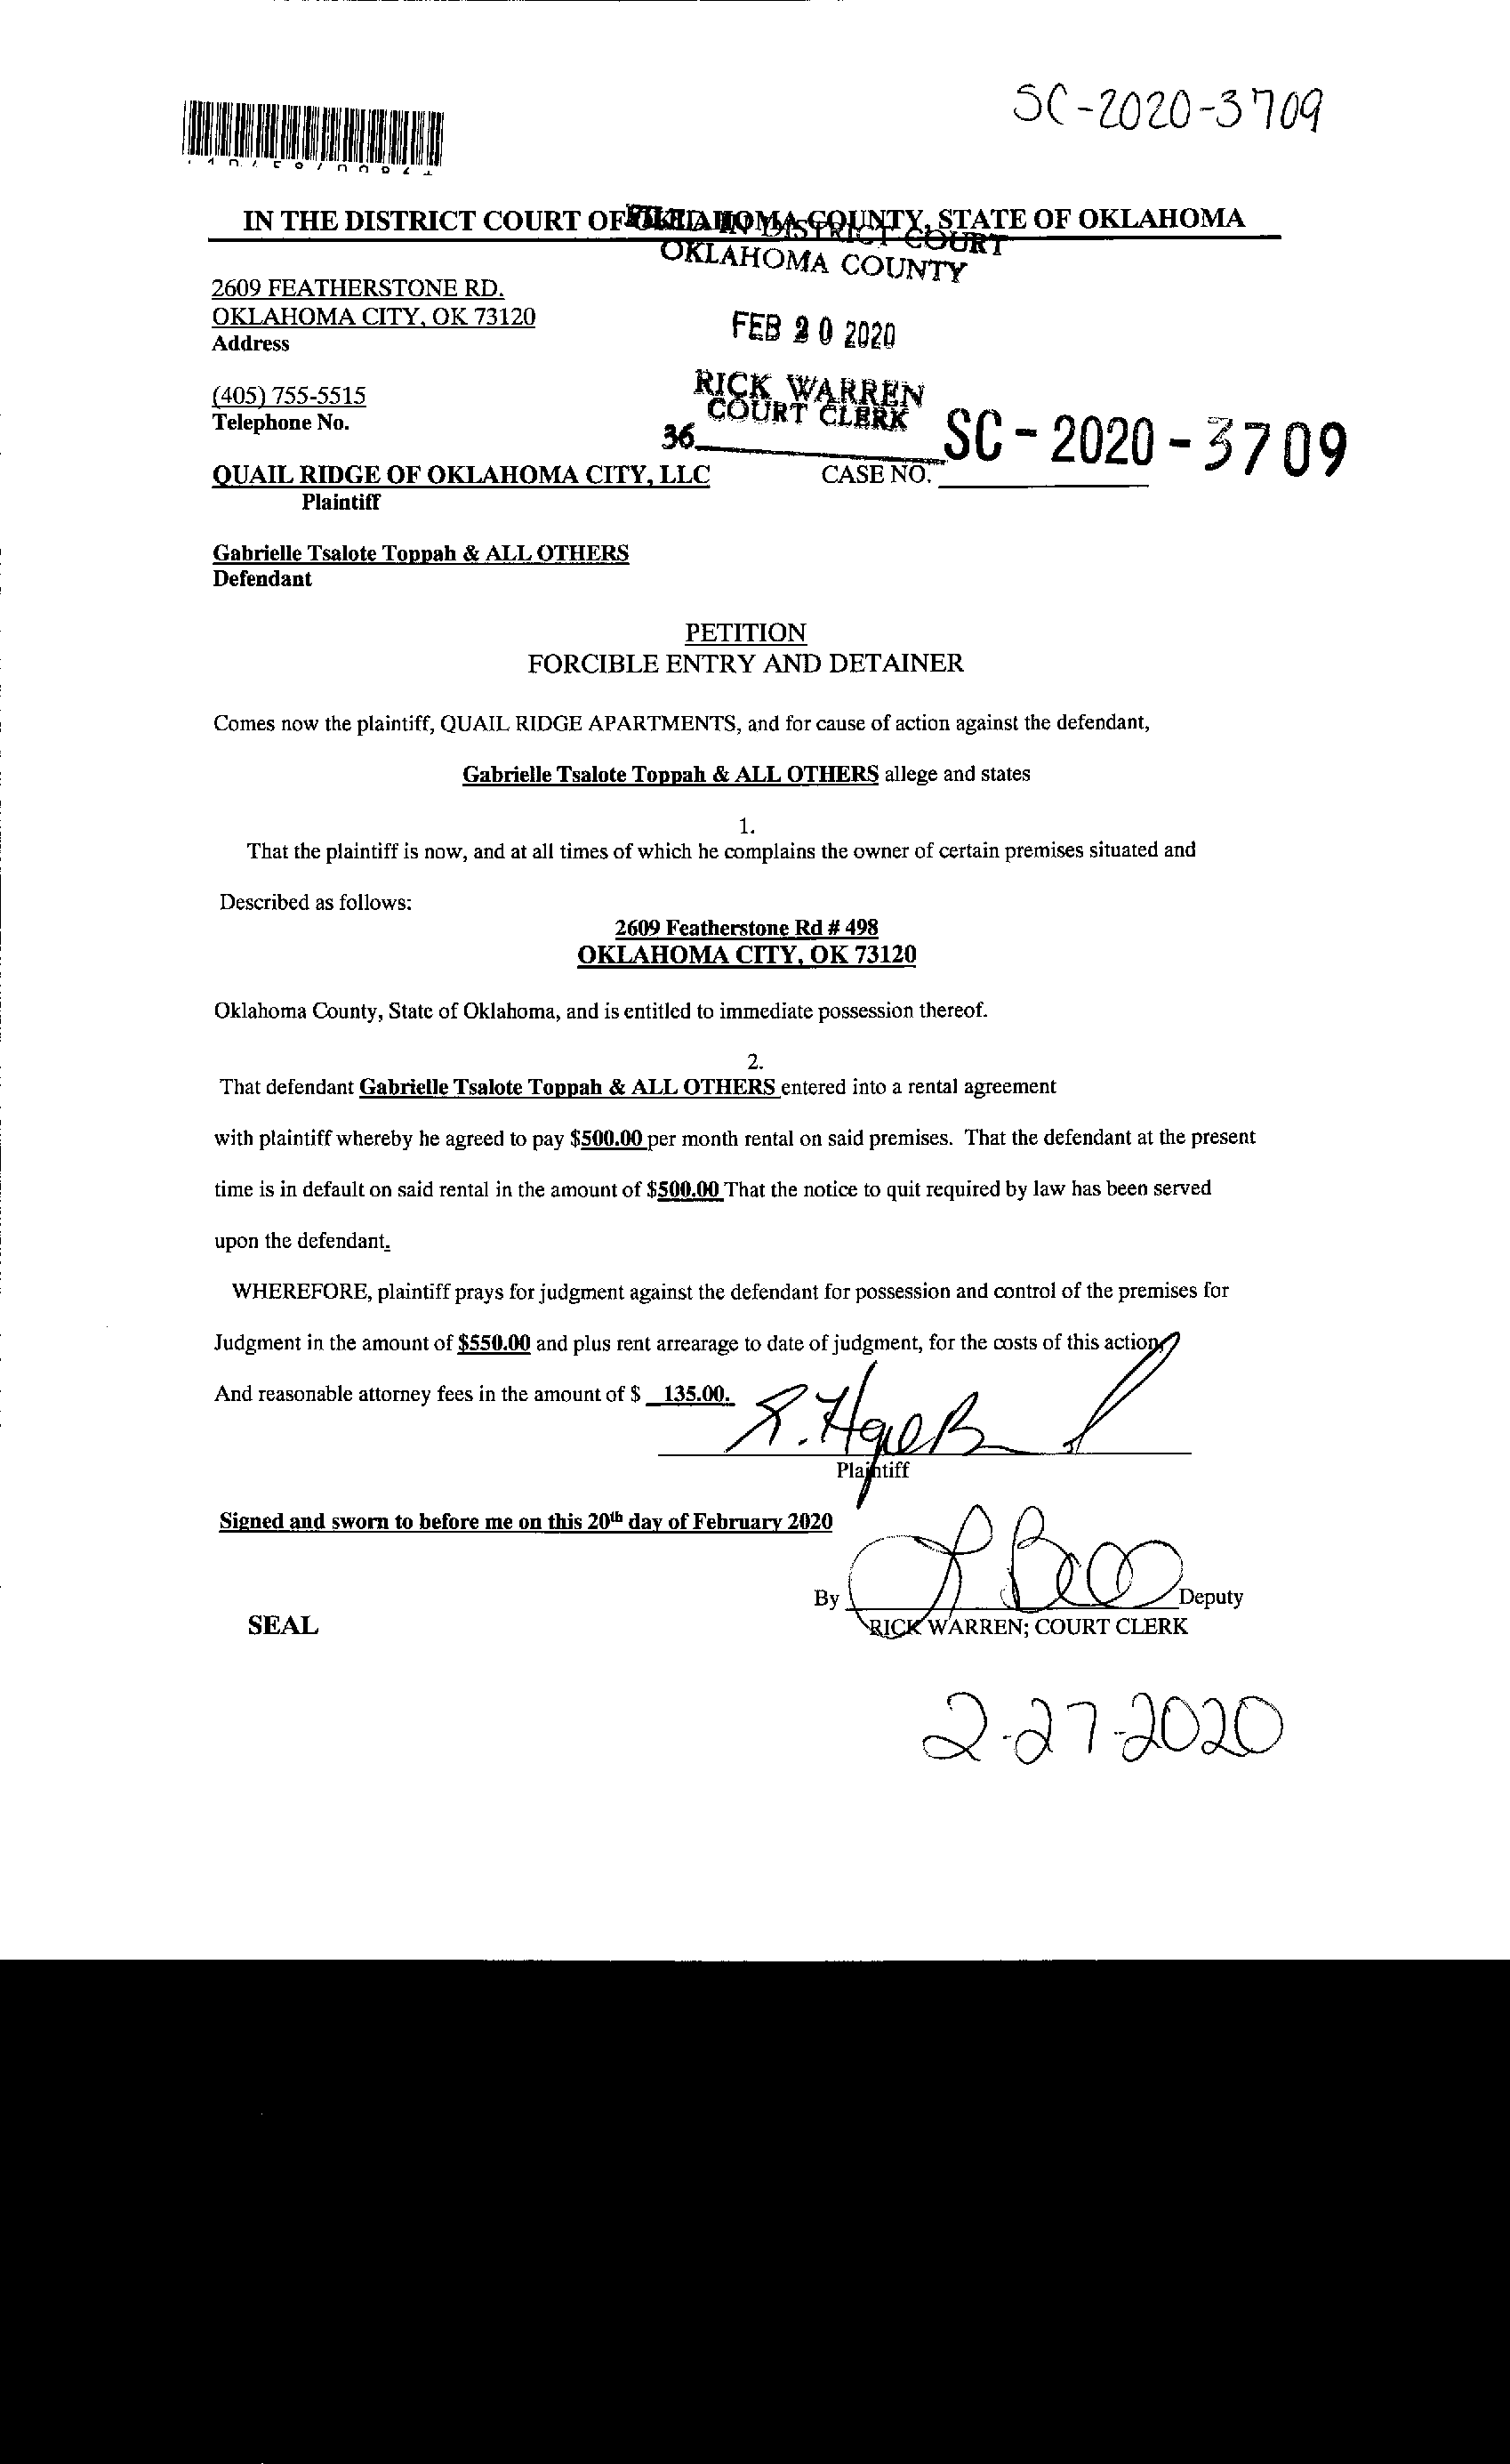 SC-2020-3709
IN THE DISTRICT COURT OF OKLAHOMA COUNTY, STATE OF OKLAHOMA
FILED IN DISTRICT COURT
OKLAHOMA COUNTY
2609 FEATHERSTONE RD.
OKLAHOMA CITY, OK 73120
Address
FEB 20 2020
(405) 755-5515
Telephone No.
RICK WARREN
COURT CLERK
36
SC-2020-3709
QUAIL RIDGE OF OKLAHOMA CITY, LLC CASE NO.
Plaintiff
Gabrielle Tsalote Toppah & ALL OTHERS
Defendant
PETITION
FORCIBLE ENTRY AND DETAINER
Comes now the plaintiff, QUAIL RIDGE APARTMENTS, and for cause of action against the defendant,
Gabrielle Tsalote Toppah & ALL OTHERS allege and states
1.
That the plaintiff is now, and at all times of which he complains the owner of certain premises situated and
Described as follows:
2609 Featherstone Rd # 498
OKLAHOMA CITY, OK 73120
Oklahoma County, State of Oklahoma, and is entitled to immediate possession thereof.
2.
That defendant Gabrielle Tsalote Toppah & ALL OTHERS entered into a rental agreement
with plaintiff whereby he agreed to pay $500.00 per month rental on said premises. That the defendant at the present
time is in default on said rental in the amount of $500.00 That the notice to quit required by law has been served
upon the defendant.
WHEREFORE, plaintiff prays for judgment against the defendant for possession and control of the premises for
Judgment in the amount of $550.00 and plus rent arrearage to date of judgment, for the costs of this action,
And reasonable attorney fees in the amount of $ 135.00.
Plaintiff
Signed and sworn to before me on this 20th day of February 2020
By Deputy
SEAL
RICK WARREN; COURT CLERK
2-27-2020